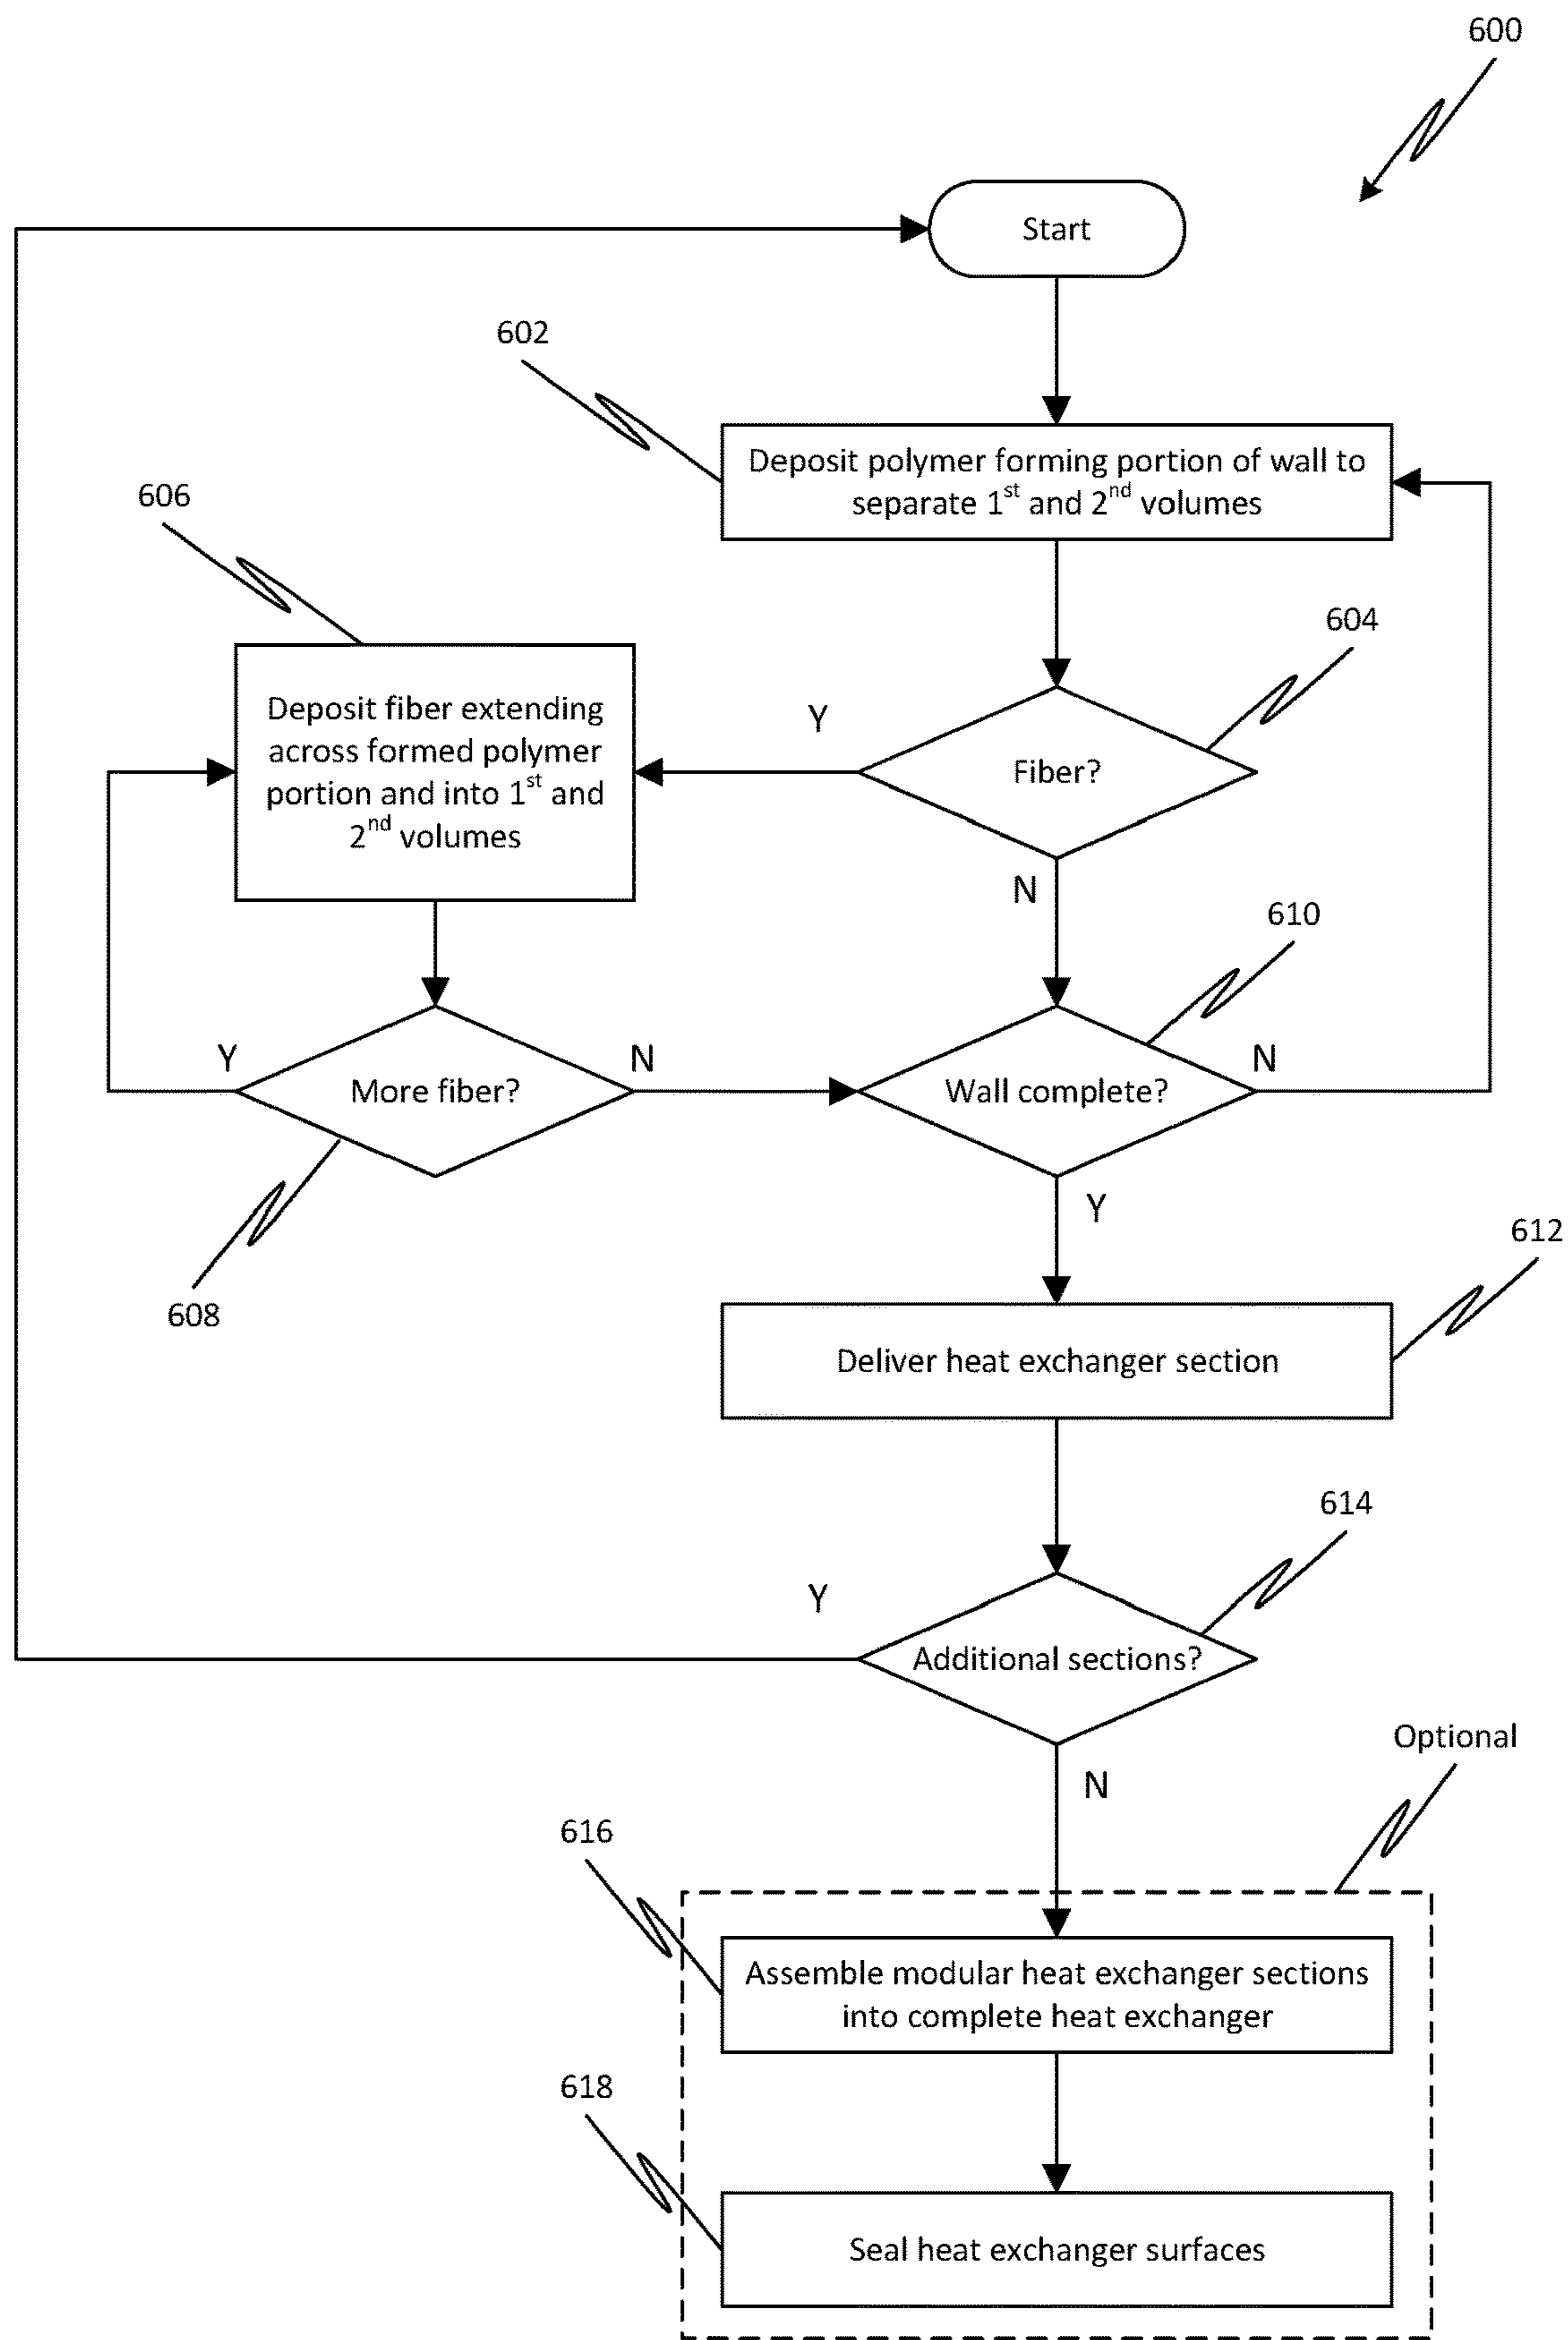 600
Start
602
Deposit polymer forming portion of wall to
separate 1st and 2nd volumes
606
604
Deposit fiber extending
across formed polymer
portion and into 1st and
2nd volumes
Y
Fiber?
N
610
Y
More fiber?
N
Wall complete?
N
Y
608
612
Deliver heat exchanger section
614
Y
Additional sections?
N
Optional
616
Assemble modular heat exchanger sections
into complete heat exchanger
618
Seal heat exchanger surfaces